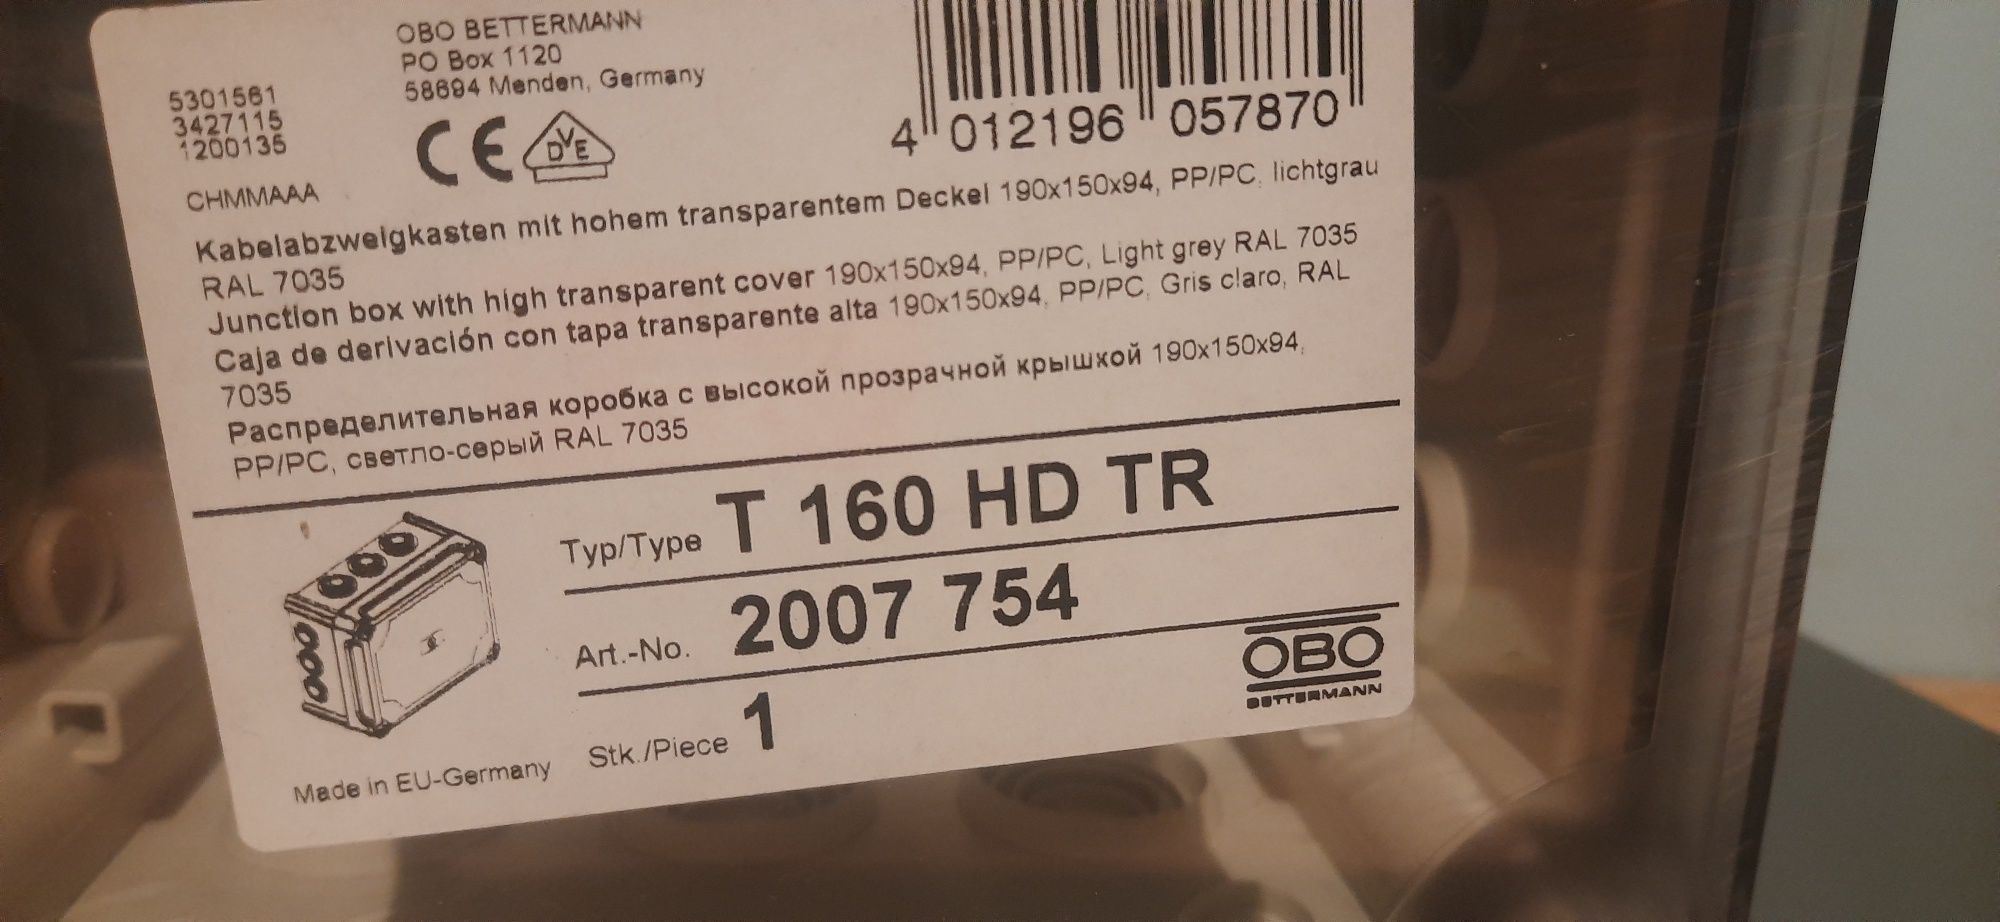 OBO BETTERMANN
PO Box 1120
58694 Menden, Germany
5301561
3427115
1200135
CE
DVE
CHMMAAA
4 012196 057870
Kabelabzweigkasten mit hohem transparentem Deckel 190x150x94, PP/PC, lichtgrau
RAL 7035
Junction box with high transparent cover 190x150x94, PP/PC, Light grey RAL 7035
Caja de derivación con tapa transparente alta 190x150x94, PP/PC, Gris claro, RAL
7035
Распределительная коробка с высокой прозрачной крышкой 190x150x94,
PP/PC, светло-серый RAL 7035
Typ/Type T 160 HD TR
Art.-No. 2007 754
Stk./Piece 1
Made in EU-Germany
OBO
BETTERMANN